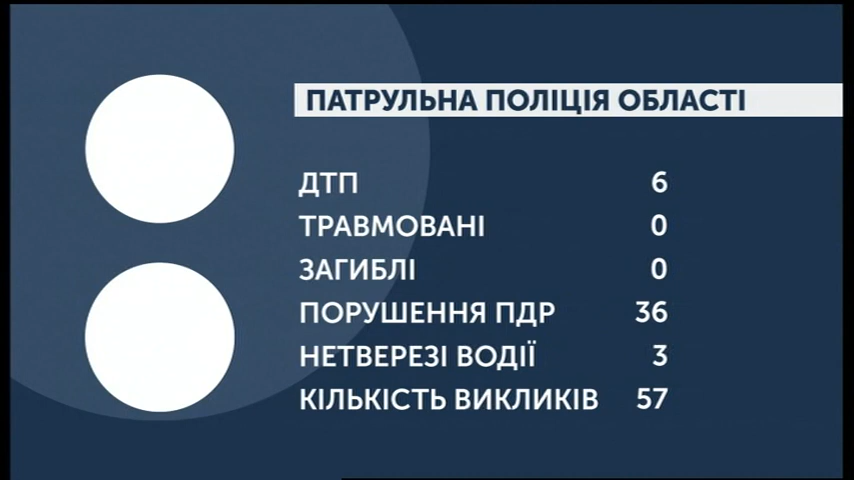 ПАТРУЛЬНА ПОЛІЦІЯ ОБЛАСТІ
ДТП 6
ТРАВМОВАНІ 0
ЗАГИБЛІ 0
ПОРУШЕННЯ ПДР 36
НЕТВЕРЕЗІ ВОДІЇ 3
КІЛЬКІСТЬ ВИКЛИКІВ 57